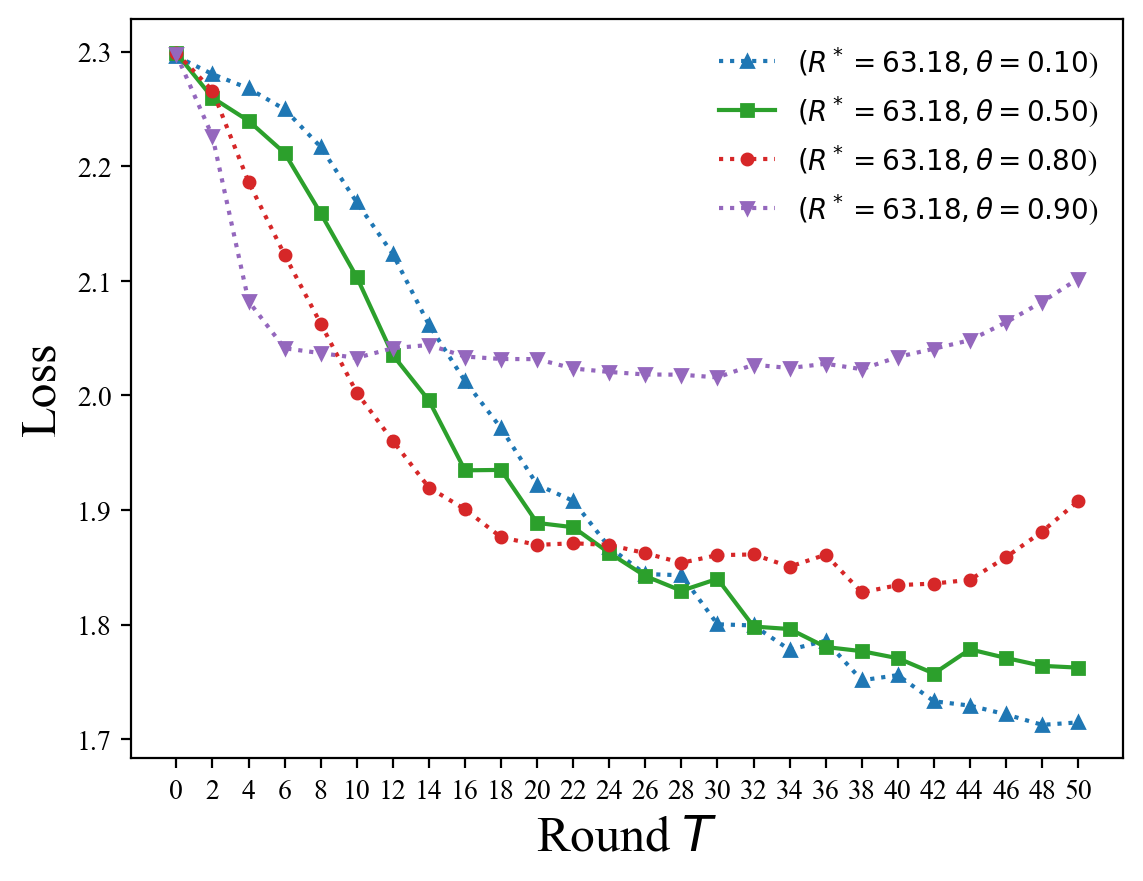 2.3
2.2
2.1
2.0
1.9
1.8
1.7
Loss
(R* = 63.18, θ = 0.10)
(R* = 63.18, θ = 0.50)
(R* = 63.18, θ = 0.80)
(R* = 63.18, θ = 0.90)
0 2 4 6 8 10 12 14 16 18 20 22 24 26 28 30 32 34 36 38 40 42 44 46 48 50
Round T